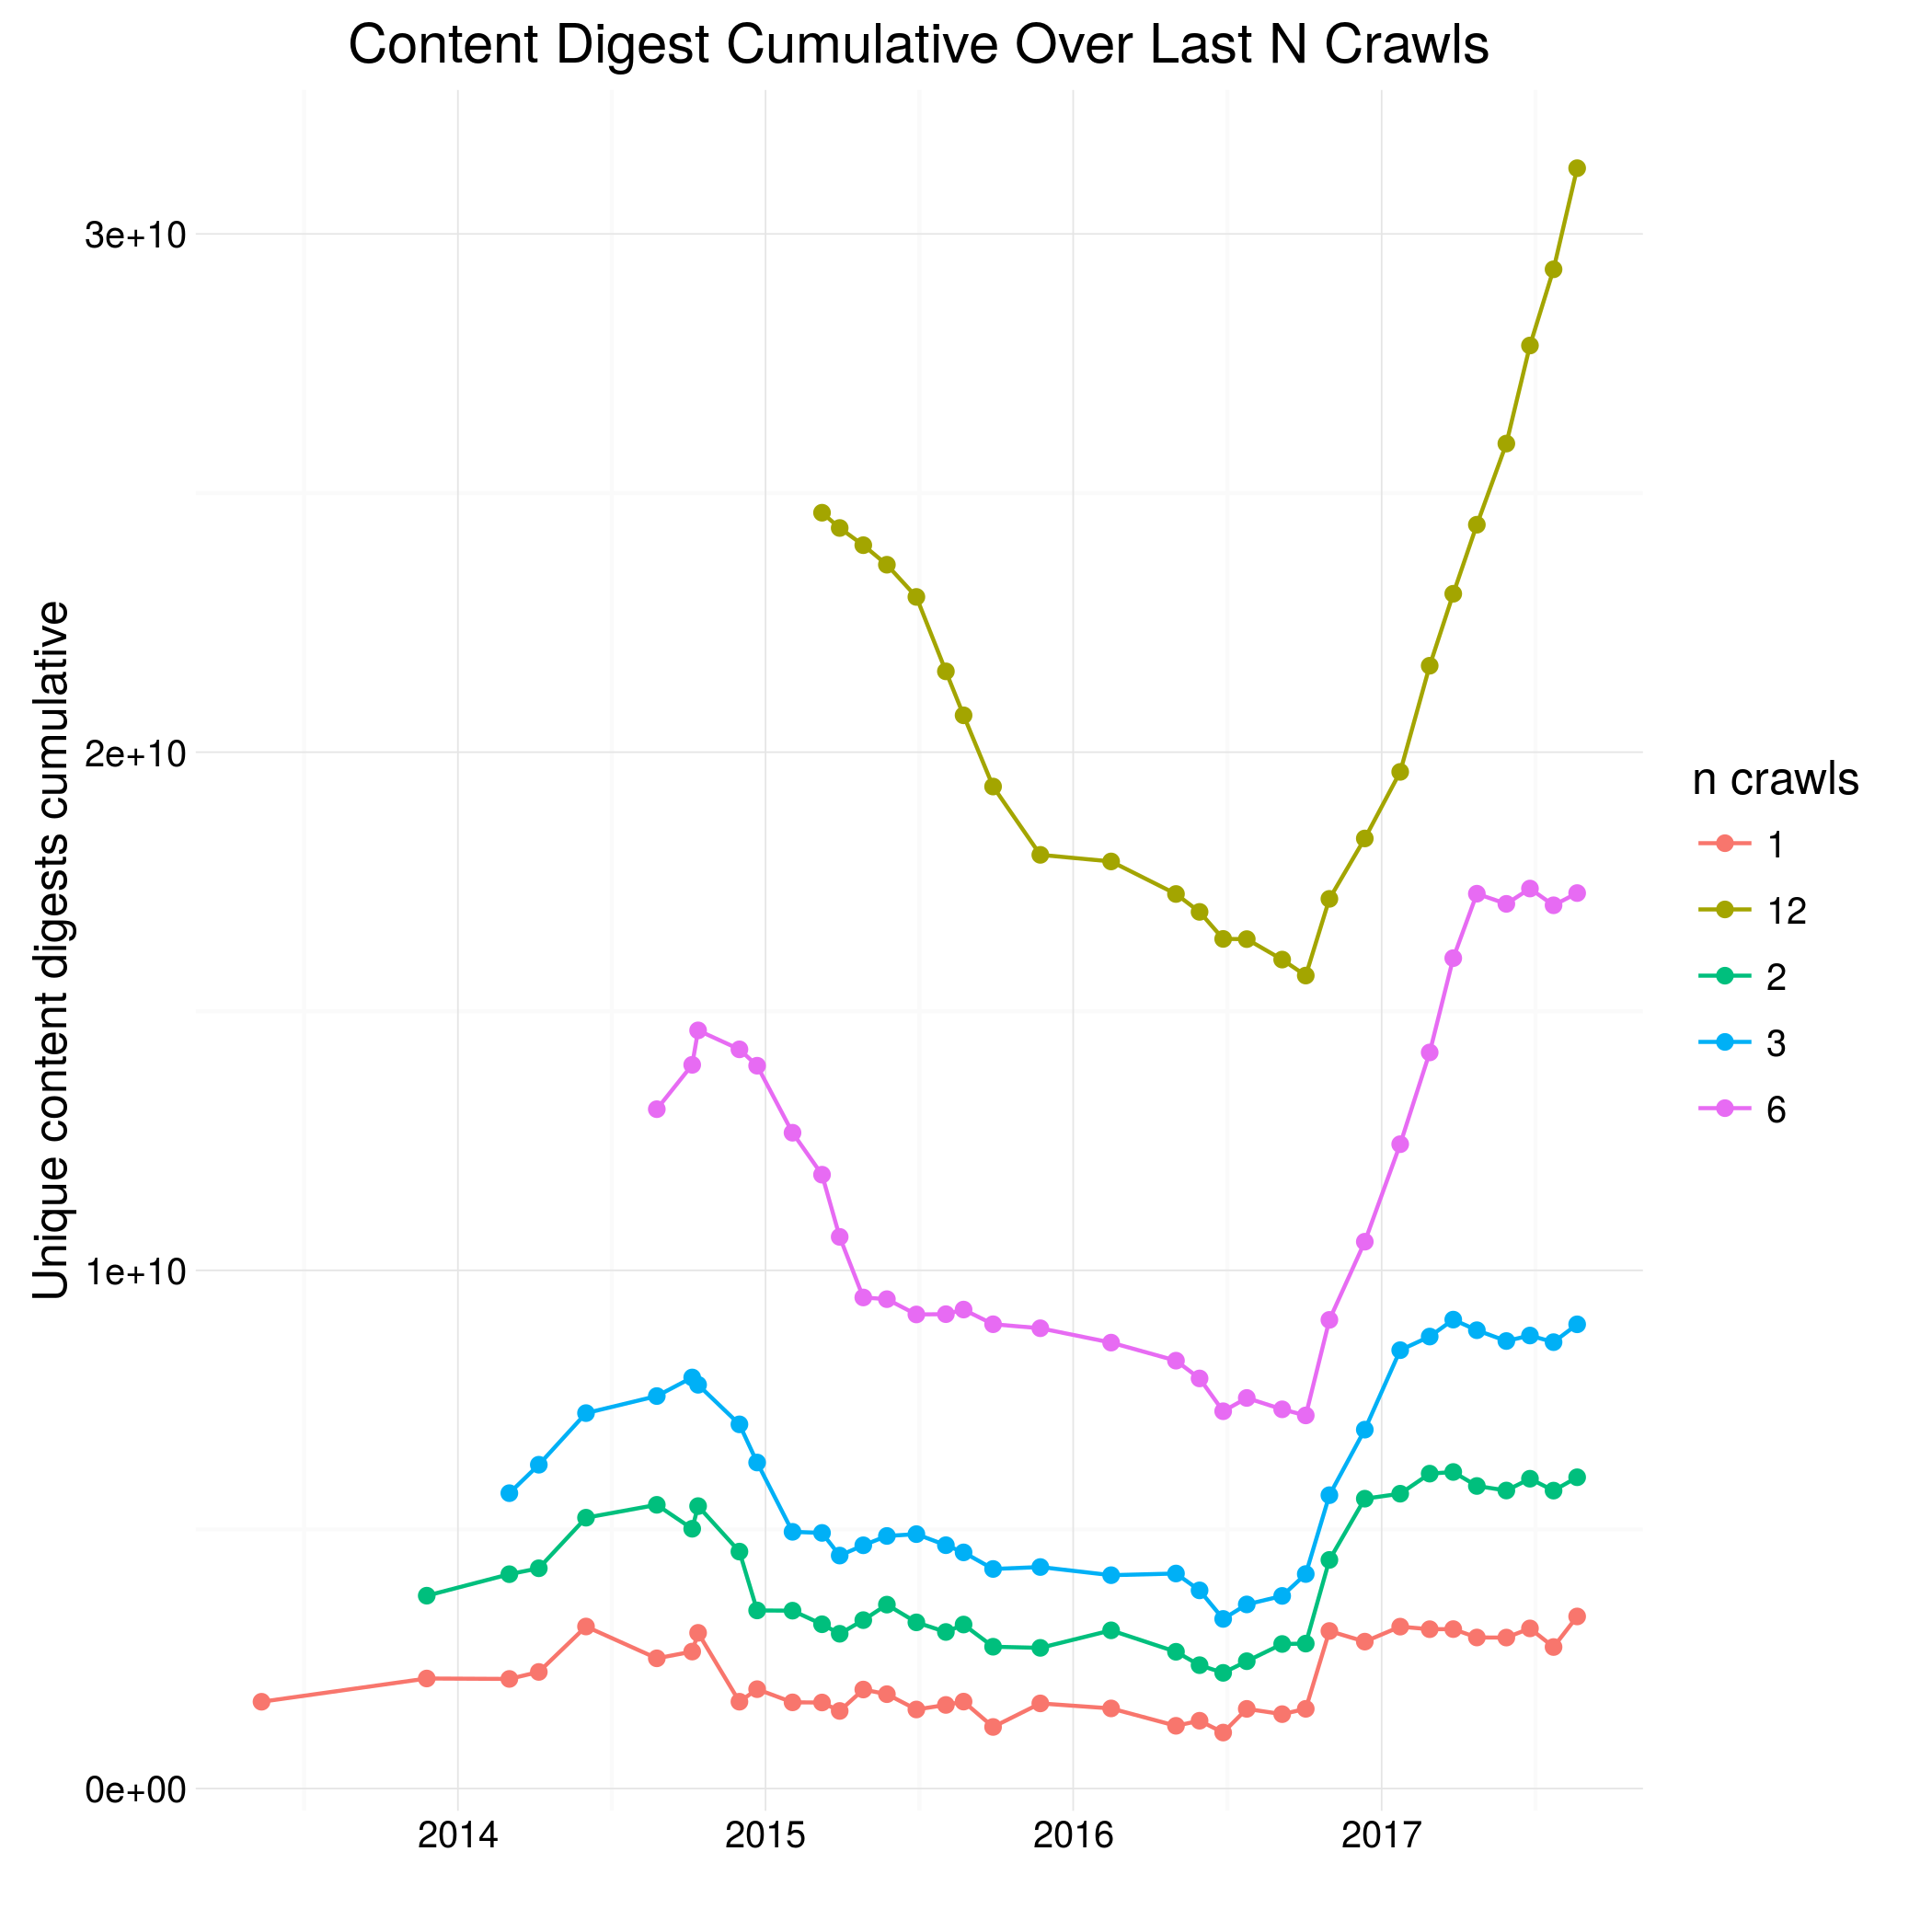 Content Digest Cumulative Over Last N Crawls
Unique content digests cumulative
3e+10
2e+10
1e+10
0e+00
2014
2015
2016
2017
n crawls
1
12
2
3
6